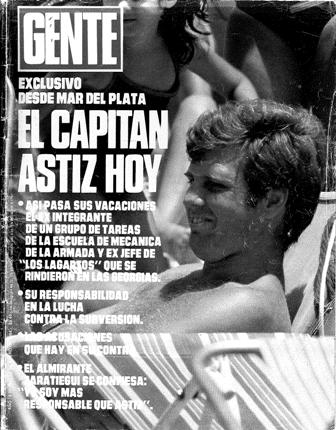 GENTE
EXCLUSIVO
DESDE MAR DEL PLATA
EL CAPITAN
ASTIZ HOY
• ASI PASA SUS VACACIONES
EL EX INTEGRANTE
DE UN GRUPO DE TAREAS
DE LA ESCUELA DE MECANICA
DE LA ARMADA Y EX JEFE DE
"LOS LAGARTOS" QUE SE
RINDIERON EN LAS GEORGIAS.
• SU RESPONSABILIDAD
EN LA LUCHA
CONTRA LA SUBVERSION.
• LAS ACUSACIONES
QUE HAY EN SU CONTRA.
• EL ALMIRANTE
ZARATIEGUI SE CONFIESA:
"YO SOY MAS
RESPONSABLE QUE ASTIZ".